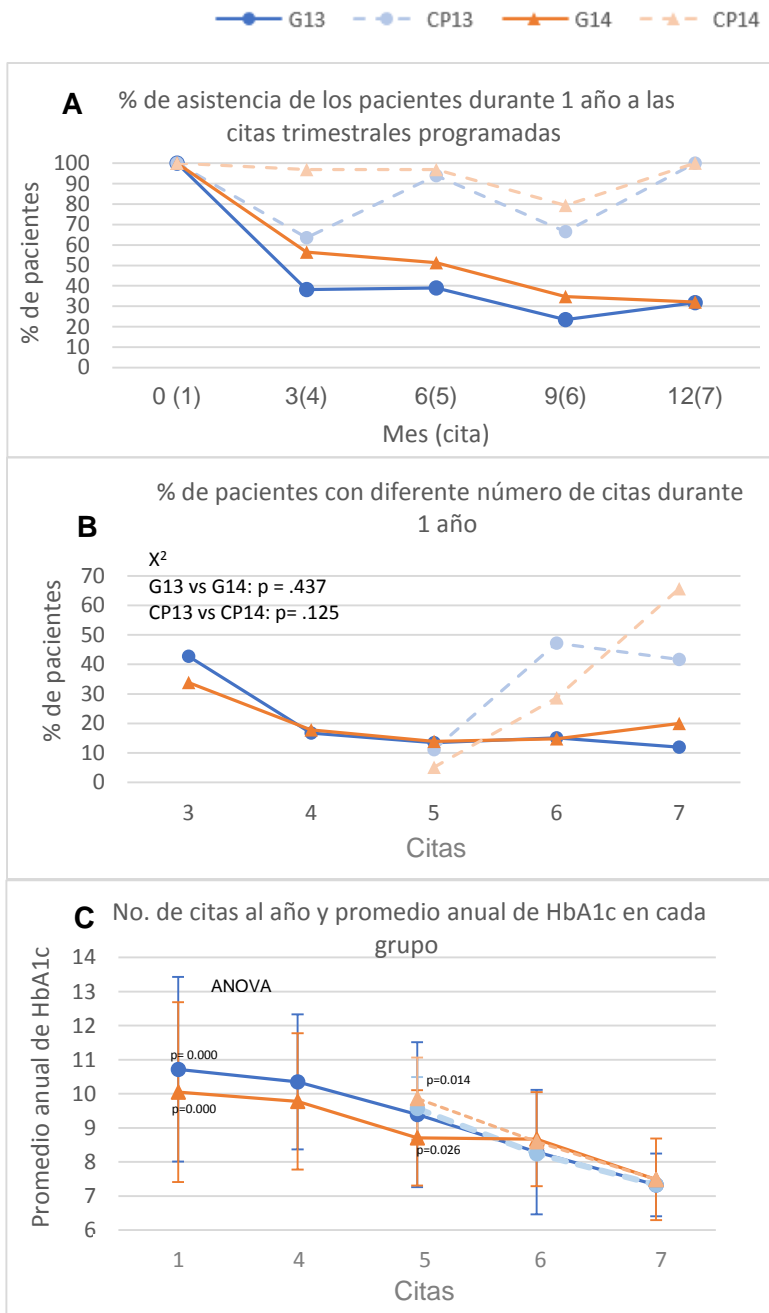 G13 CP13 G14 CP14
A % de asistencia de los pacientes durante 1 año a las
citas trimestrales programadas
% de pacientes
100
90
80
70
60
50
40
30
20
10
0
0 (1) 3(4) 6(5) 9(6) 12(7)
Mes (cita)
% de pacientes con diferente número de citas durante
B 1 año
X²
G13 vs G14: p = .437
CP13 vs CP14: p= .125
% de pacientes
70
60
50
40
30
20
10
0
3 4 5 6 7
Citas
C No. de citas al año y promedio anual de HbA1c en cada
grupo
ANOVA
Promedio anual de HbA1c
14
13
12
11
10
9
8
7
6
p= 0.000
p=0.000
p=0.014
p=0.026
1 4 5 6 7
Citas